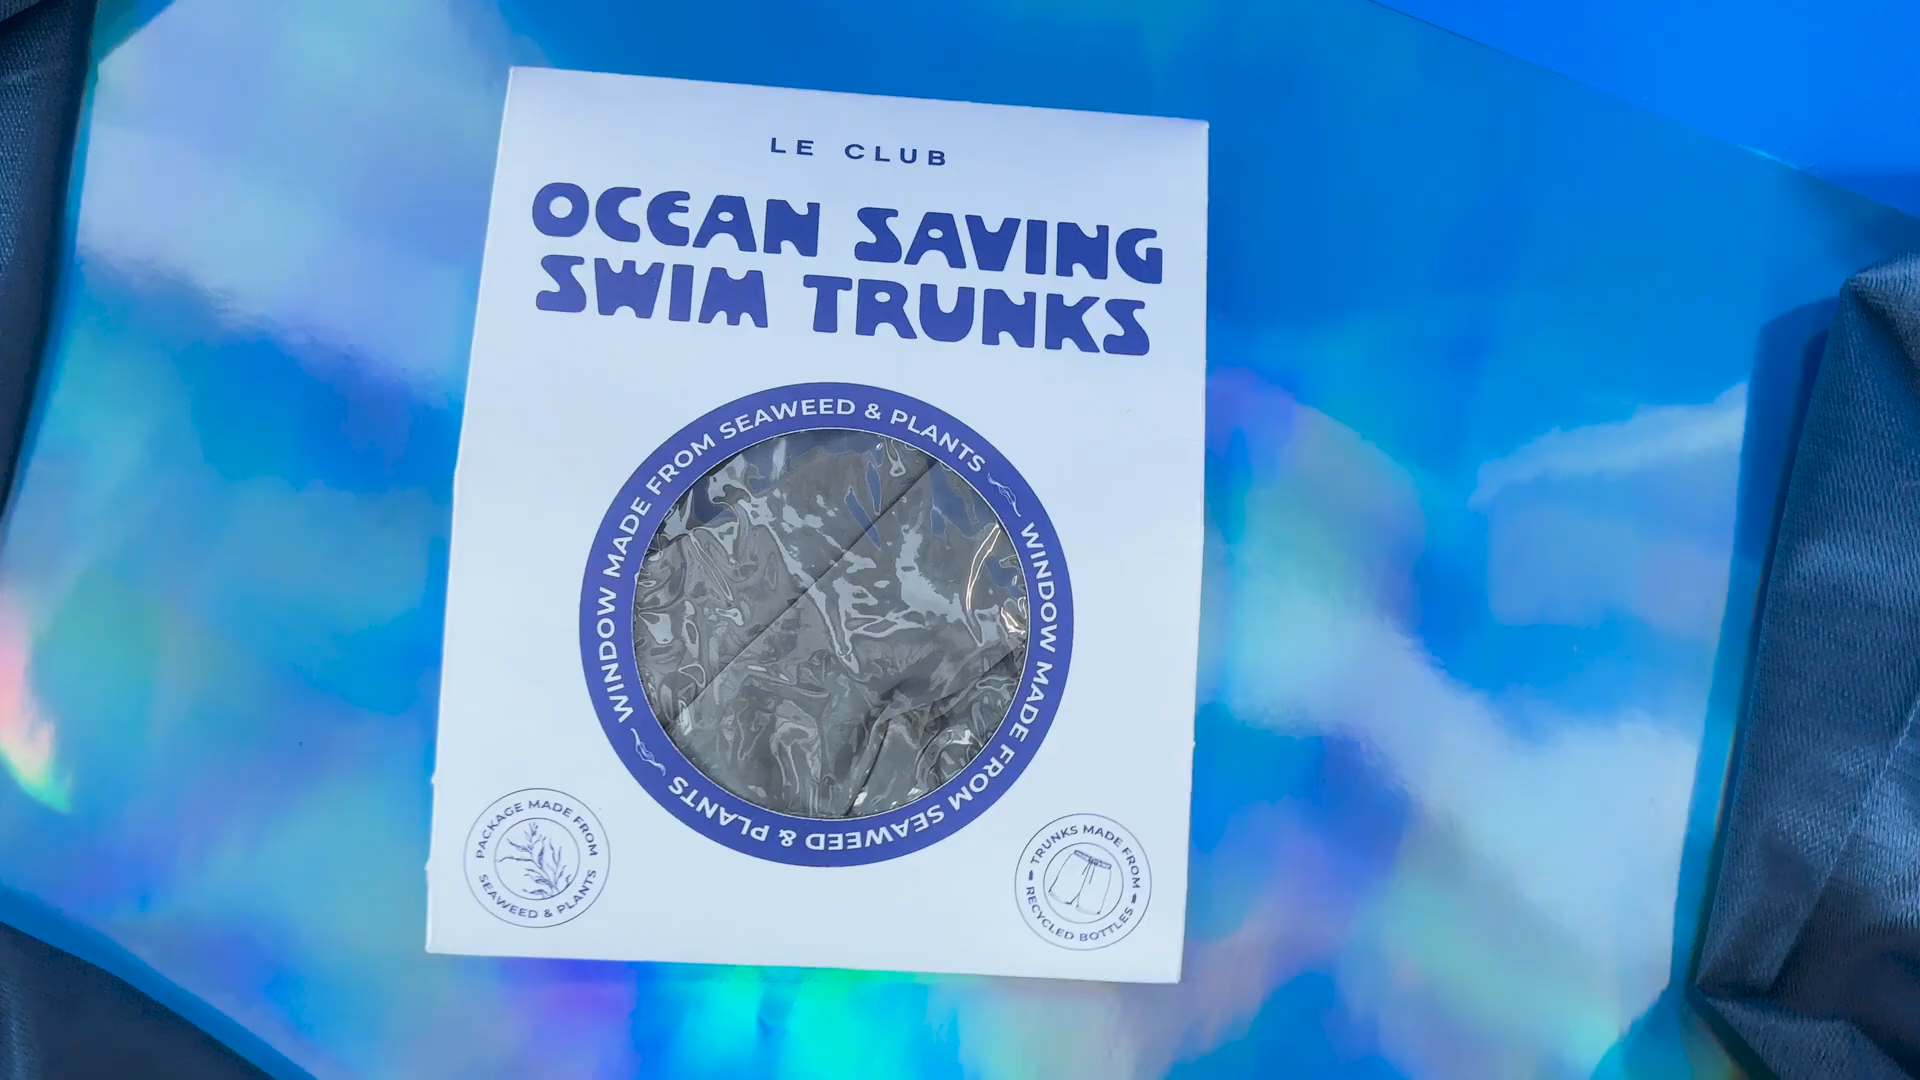 LE CLUB
OCEAN SAVING
SWIM TRUNKS
WINDOW MADE FROM SEAWEED & PLANTS
WINDOW MADE FROM SEAWEED & PLANTS
PACKAGE MADE FROM
SEAWEED & PLANTS
TRUNKS MADE FROM
RECYCLED BOTTLES